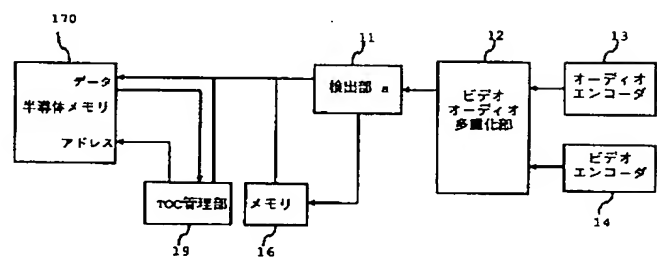 170
11
12
13
データ
半導体メモリ
アドレス
検出部 a
ビデオ
オーディオ
多重化部
オーディオ
エンコーダ
ビデオ
エンコーダ
TOC管理部
メモリ
19
16
14